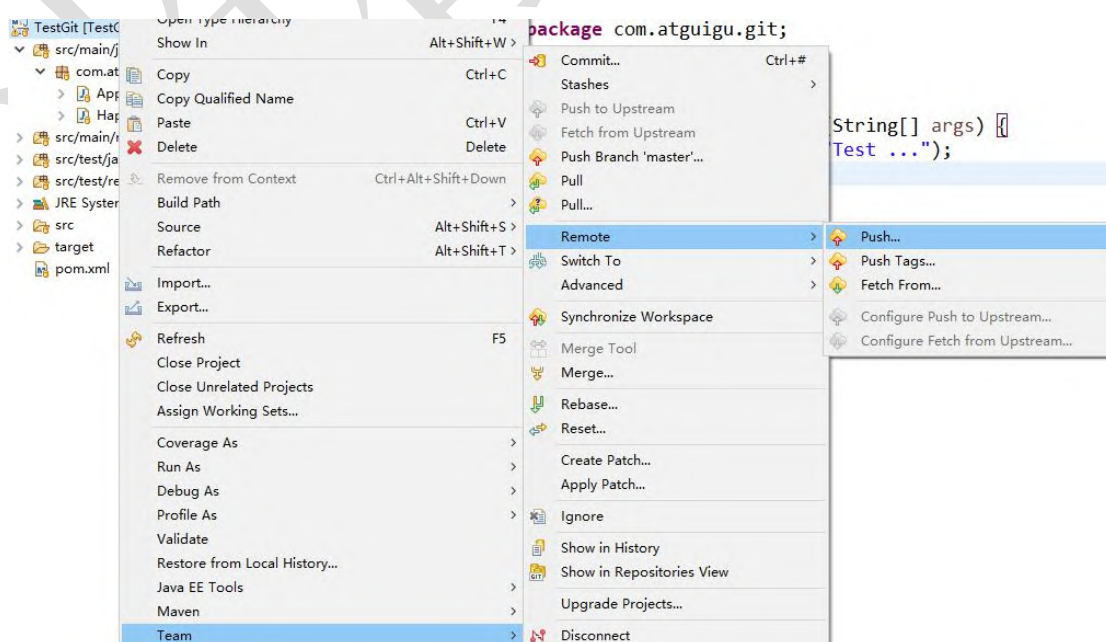 TestGit [TestG
src/main/j
com.at
App
Hap
src/main/r
src/test/ja
src/test/re
JRE System
src
target
pom.xml
Open Type Hierarchy F4
Show In Alt+Shift+W >
Copy Ctrl+C
Copy Qualified Name
Paste Ctrl+V
Delete Delete
Remove from Context Ctrl+Alt+Shift+Down
Build Path >
Source Alt+Shift+S >
Refactor Alt+Shift+T >
Import...
Export...
Refresh F5
Close Project
Close Unrelated Projects
Assign Working Sets...
Coverage As >
Run As >
Debug As >
Profile As >
Validate
Restore from Local History...
Java EE Tools >
Maven >
Team >
package com.atguigu.git;
String[] args) {
Test ...");
Commit... Ctrl+#
Stashes >
Push to Upstream
Fetch from Upstream
Push Branch 'master'...
Pull
Pull...
Remote >
Switch To >
Advanced >
Synchronize Workspace
Merge Tool
Merge...
Rebase...
Reset...
Create Patch...
Apply Patch...
Ignore
Show in History
Show in Repositories View
Upgrade Projects...
Disconnect
Push...
Push Tags...
Fetch From...
Configure Push to Upstream...
Configure Fetch from Upstream...